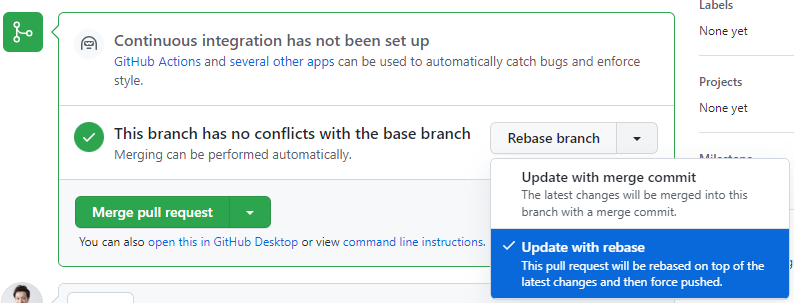 Continuous integration has not been set up
GitHub Actions and several other apps can be used to automatically catch bugs and enforce
style.
This branch has no conflicts with the base branch
Merging can be performed automatically.
Rebase branch
Update with merge commit
The latest changes will be merged into this
branch with a merge commit.
Update with rebase
This pull request will be rebased on top of the
latest changes and then force pushed.
Merge pull request
You can also open this in GitHub Desktop or view command line instructions.
Labels
None yet
Projects
None yet